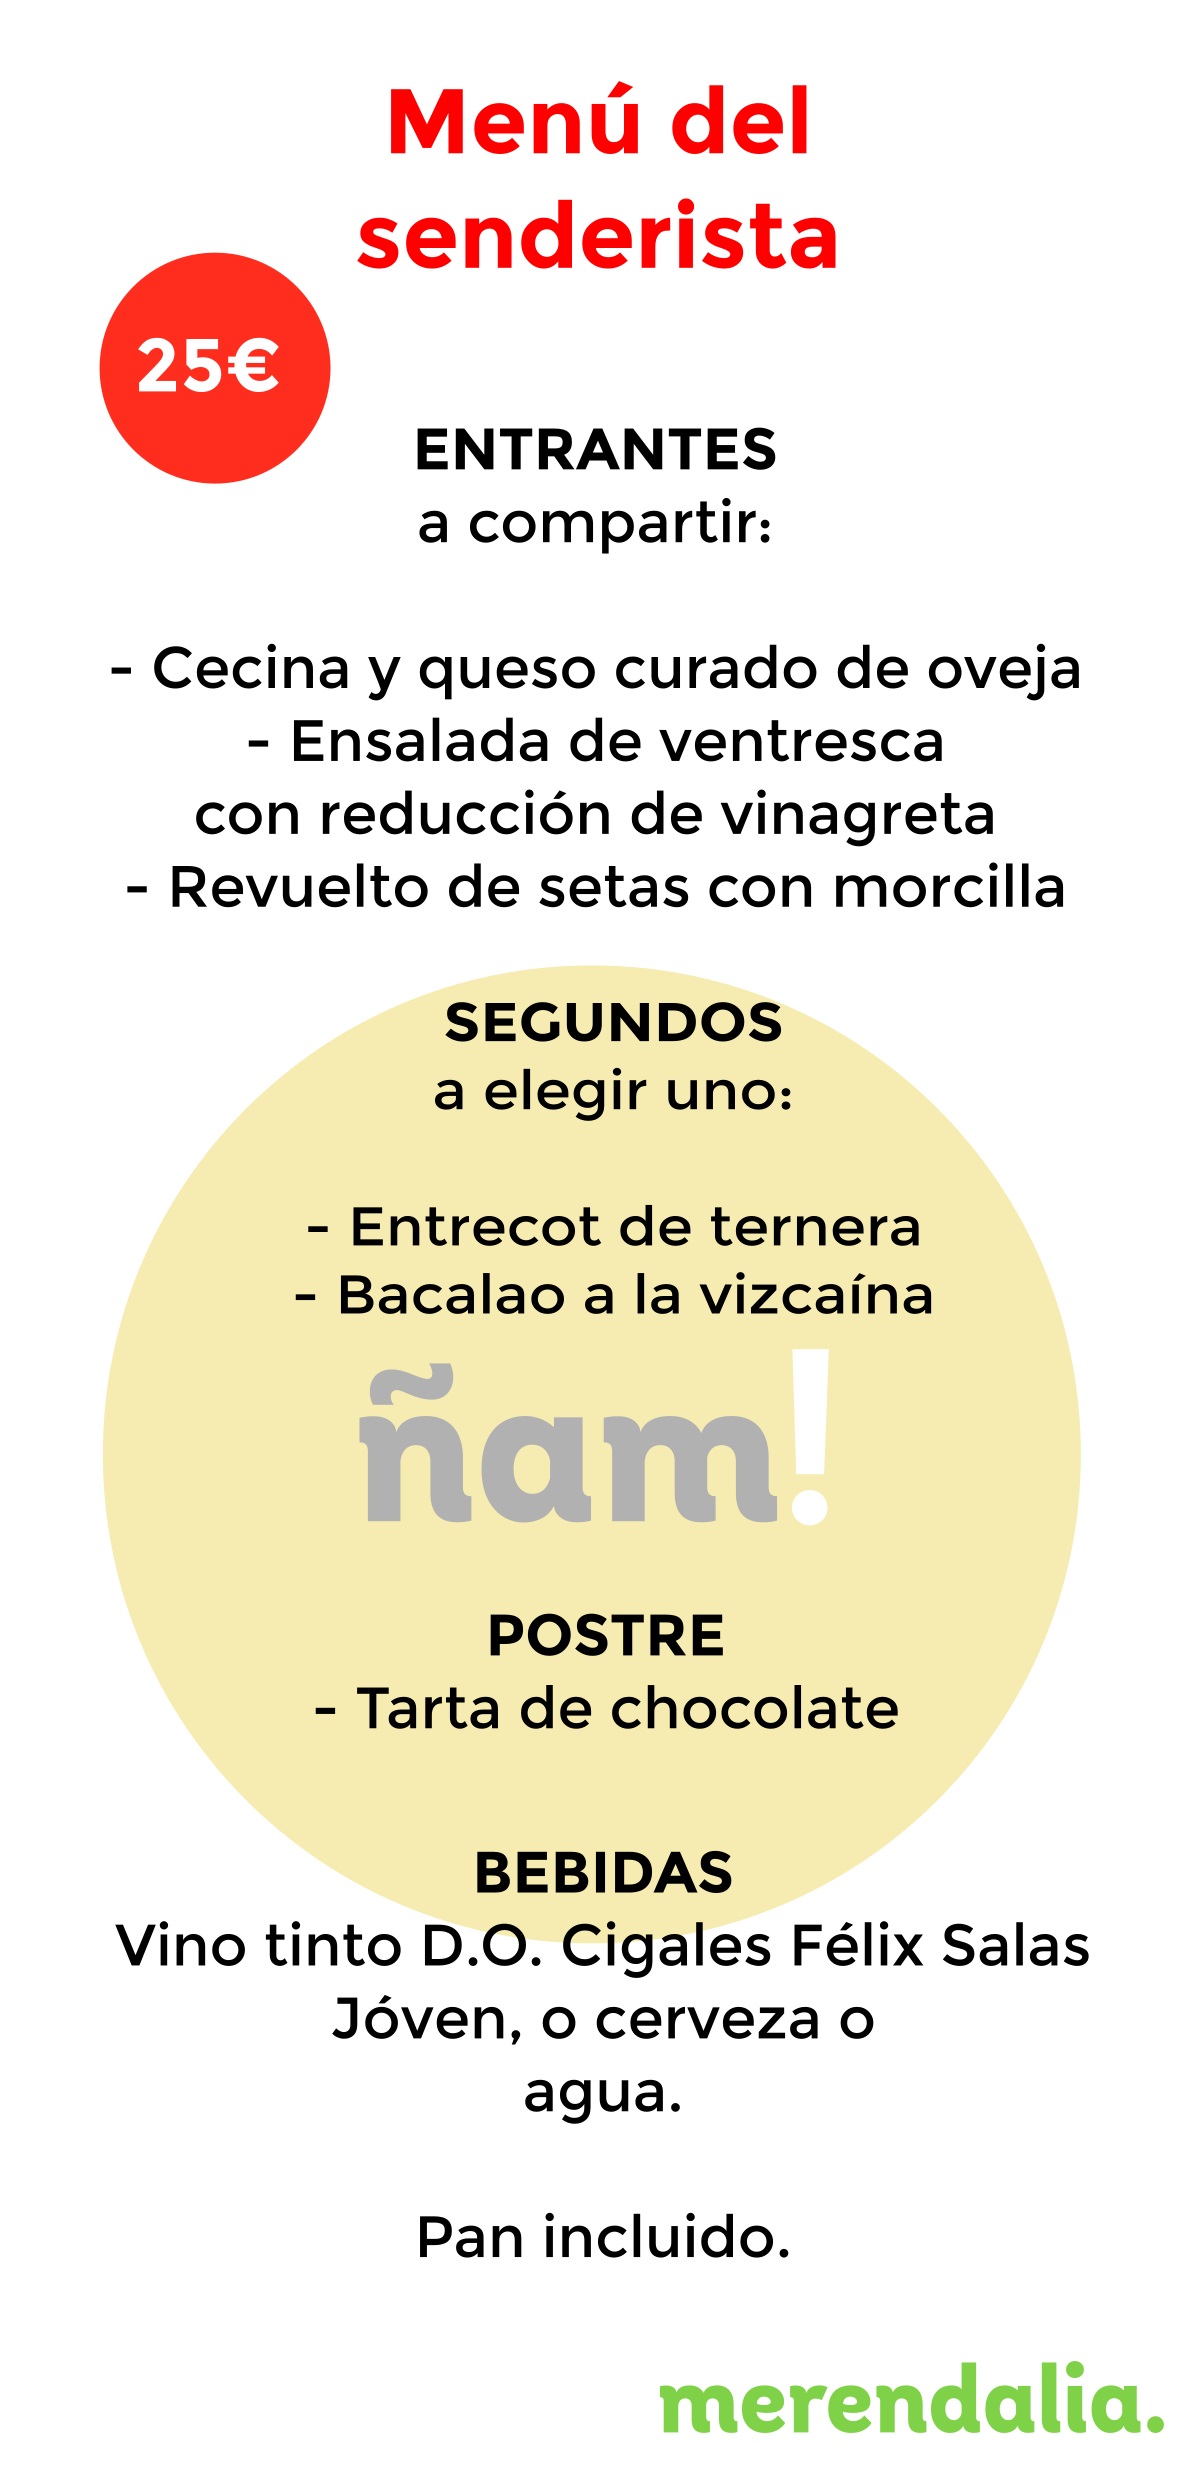 Menú del
senderista
25€
ENTRANTES
a compartir:
- Cecina y queso curado de oveja
- Ensalada de ventresca
con reducción de vinagreta
- Revuelto de setas con morcilla
SEGUNDOS
a elegir uno:
- Entrecot de ternera
- Bacalao a la vizcaína
ñam!
POSTRE
- Tarta de chocolate
BEBIDAS
Vino tinto D.O. Cigales Félix Salas
Jóven, o cerveza o
agua.
Pan incluido.
merendalia.